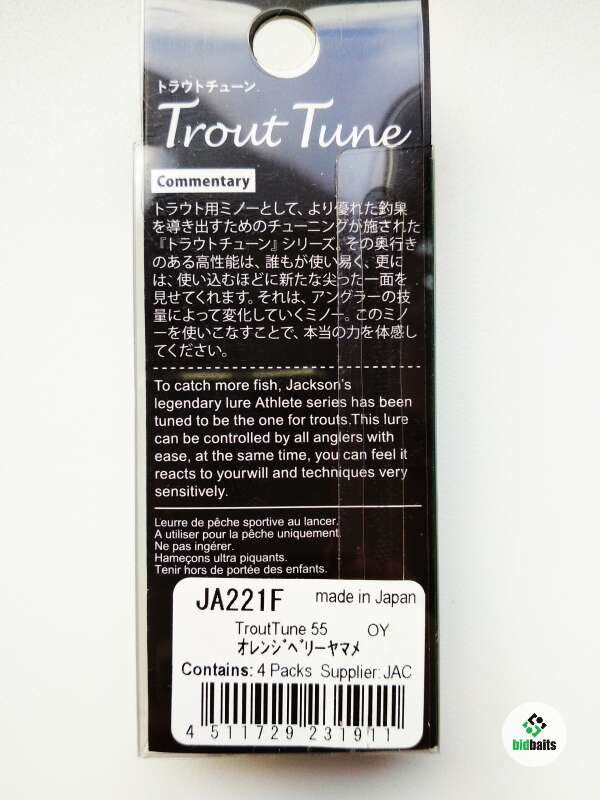 トラウトチューン
Trout Tune
Commentary
トラウト用ミノーとして、より優れた釣果
を導き出すためのチューニングが施された
『トラウトチューン』シリーズ。その奥行き
のある高性能は、誰もが使い易く、更に
は、使い込むほどに新たな尖った一面を
見せてくれます。それは、アングラーの技
量によって変化していくミノー。このミノ
ーを使いこなすことで、本当の力を体感し
てください。
To catch more fish, Jackson's
legendary lure Athlete series has been
tuned to be the one for trouts.This lure
can be controlled by all anglers with
ease, at the same time, you can feel it
reacts to yourwill and techniques very
sensitively.
Leurre de pêche sportive au lancer.
A utiliser pour la pêche uniquement.
Ne pas ingérer.
Hameçons ultra piquants.
Tenir hors de portée des enfants.
JA221F made in Japan
TroutTune 55 OY
オレンジベリーヤマメ
Contains: 4 Packs Supplier: JAC
4 511729 231911
bidbaits